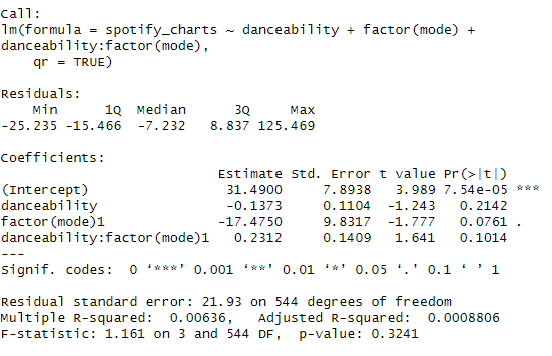 Call:
lm(formula = spotify_charts ~ danceability + factor(mode) +
danceability:factor(mode),
    qr = TRUE)
Residuals:
    Min      1Q  Median      3Q     Max
-25.235 -15.466  -7.232   8.837 125.469
Coefficients:
                           Estimate Std. Error t value Pr(>|t|)
(Intercept)                 31.4900     7.8938   3.989 7.54e-05 ***
danceability                -0.1373     0.1104  -1.243   0.2142
factor(mode)1              -17.4750     9.8317  -1.777   0.0761 .
danceability:factor(mode)1   0.2312     0.1409   1.641   0.1014
---
Signif. codes:  0 ‘***’ 0.001 ‘**’ 0.01 ‘*’ 0.05 ‘.’ 0.1 ‘ ’ 1
Residual standard error: 21.93 on 544 degrees of freedom
Multiple R-squared:  0.00636,   Adjusted R-squared:  0.0008806
F-statistic: 1.161 on 3 and 544 DF,  p-value: 0.3241